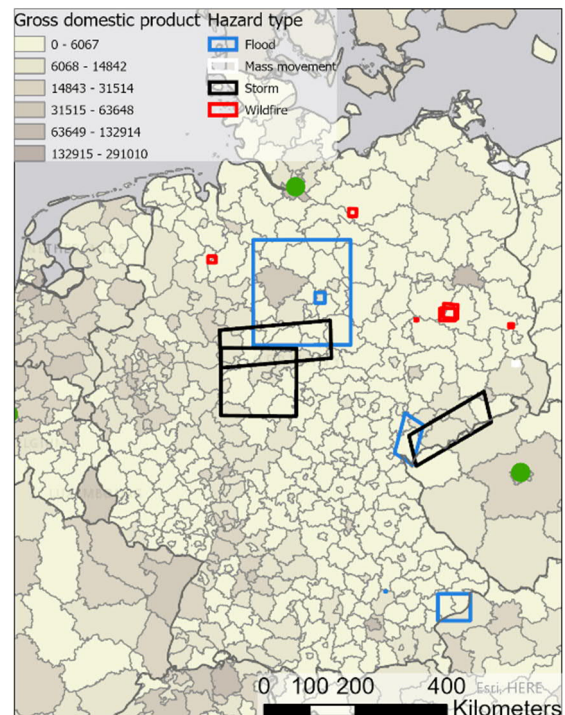 Gross domestic product Hazard type
0 - 6067
Flood
6068 - 14842
Mass movement
14843 - 31514
Storm
31515 - 63648
Wildfire
63649 - 132914
132915 - 291010
0 100 200 400
Esri, HERE
Kilometers